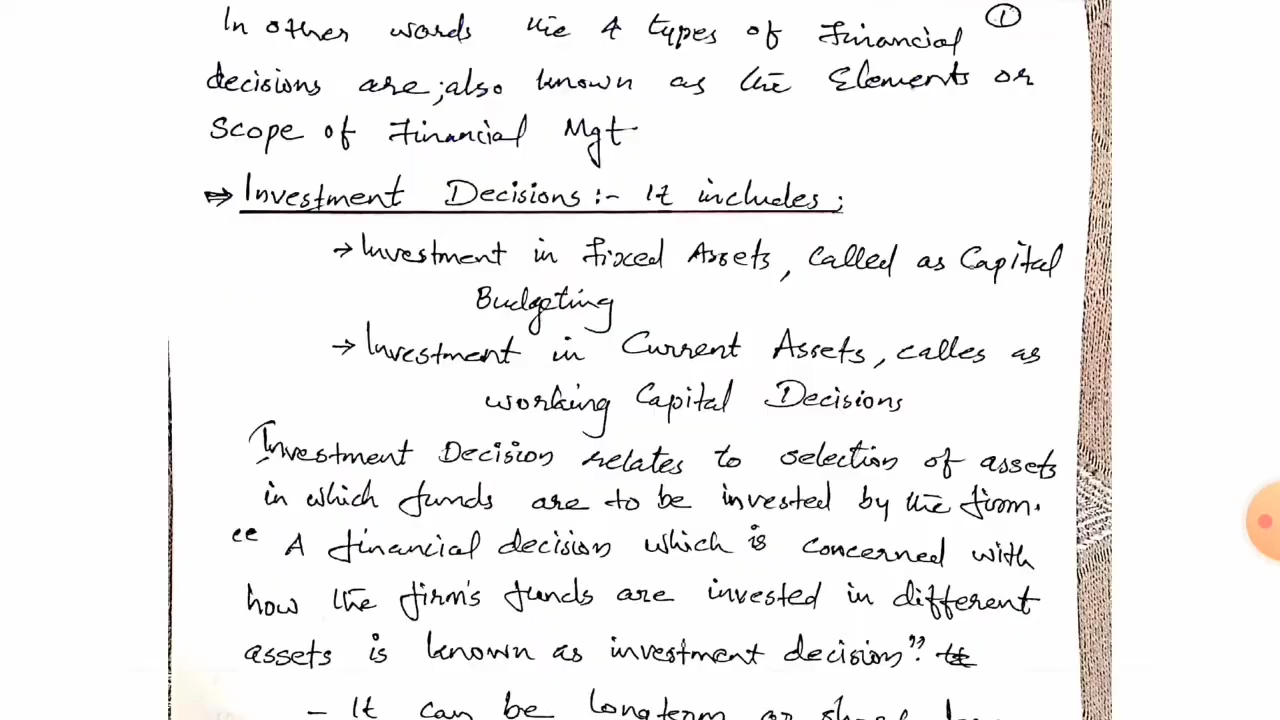 In other words the 4 types of Financial ①
decisions are; also known as the Elements or
Scope of Financial Mgt.
⇒ Investment Decisions :- It includes;
→ Investment in Fixed Assets, called as Capital
Budgeting
→ Investment in Current Assets, calles as
working Capital Decisions
Investment Decision relates to selection of assets
in which funds are to be invested by the firm.
“ A financial decision which is concerned with
how the firm's funds are invested in different
assets is known as investment decision”.
- It can be long term or